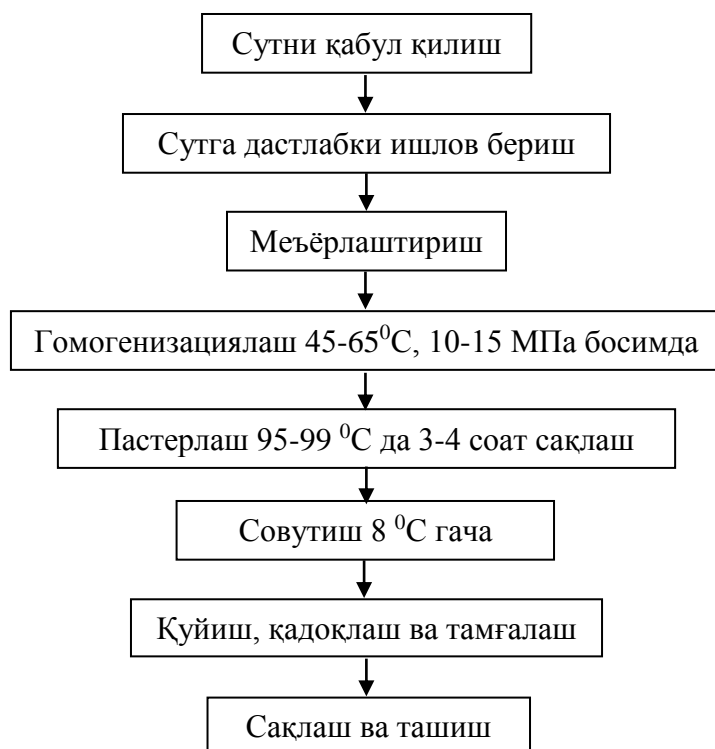 Сутни қабул қилиш
Сутга дастлабки ишлов бериш
Меъёрлаштириш
Гомогенизациялаш 45-65⁰С, 10-15 МПа босимда
Пастерлаш 95-99 ⁰С да 3-4 соат сақлаш
Совутиш 8 ⁰С гача
Қуйиш, қадоқлаш ва тамғалаш
Сақлаш ва ташиш